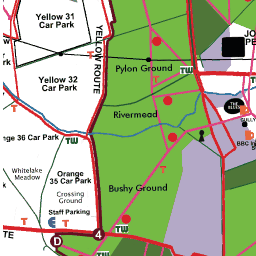 Yellow 31
Car Park
YELLOW ROUTE
JO
PE
Pylon Ground
TW
Yellow 32
Car Park
T
T
THE
Rivermead
T
nge 36 Car Park
TW
T
BBC
Whitelake
Meadow
Orange
35 Car Park
Bushy Ground
Crossing
Ground
Staff Parking
T
€
TW
T
TE
D
4